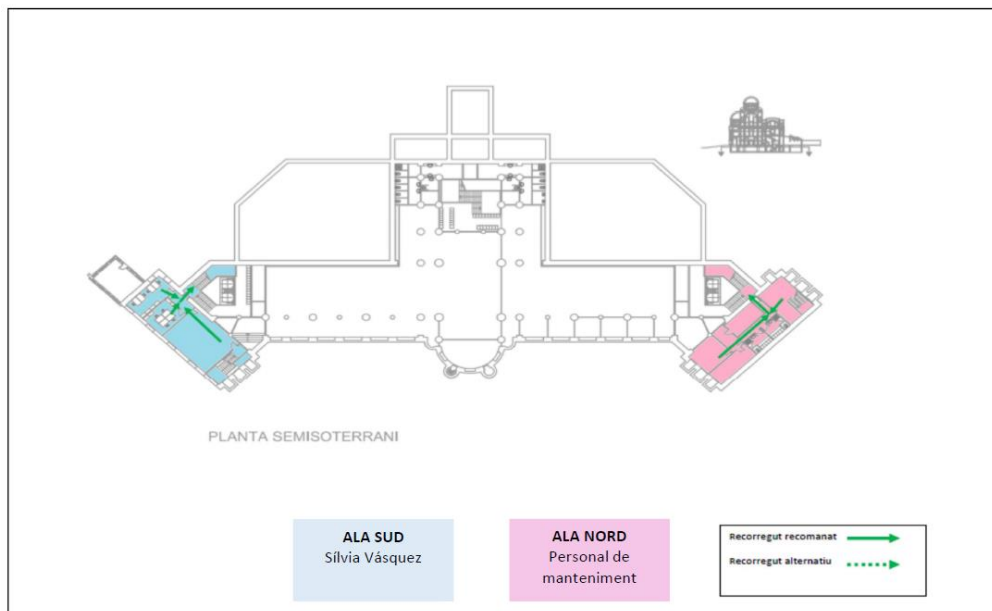 PLANTA SEMISOTERRANI
ALA SUD
Sílvia Vásquez
ALA NORD
Personal de
manteniment
Recorregut recomanat
Recorregut alternatiu